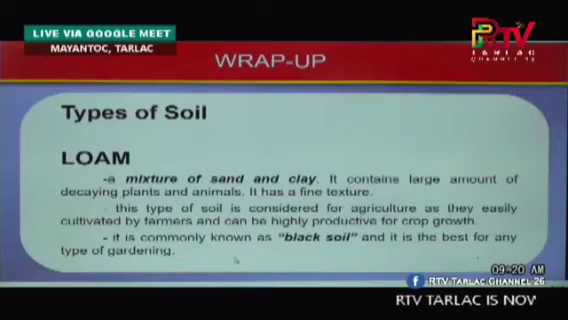 LIVE VIA GOOGLE MEET
MAYANTOC, TARLAC
RTV
TARLAC
CHANNEL 26
WRAP-UP
Types of Soil
LOAM
-a mixture of sand and clay. It contains large amount of
decaying plants and animals. It has a fine texture.
- this type of soil is considered for agriculture as they easily
cultivated by farmers and can be highly productive for crop growth.
- it is commonly known as "black soil" and it is the best for any
type of gardening.
09:20 AM
RTV TARLAC CHANNEL 26
RTV TARLAC IS NOW